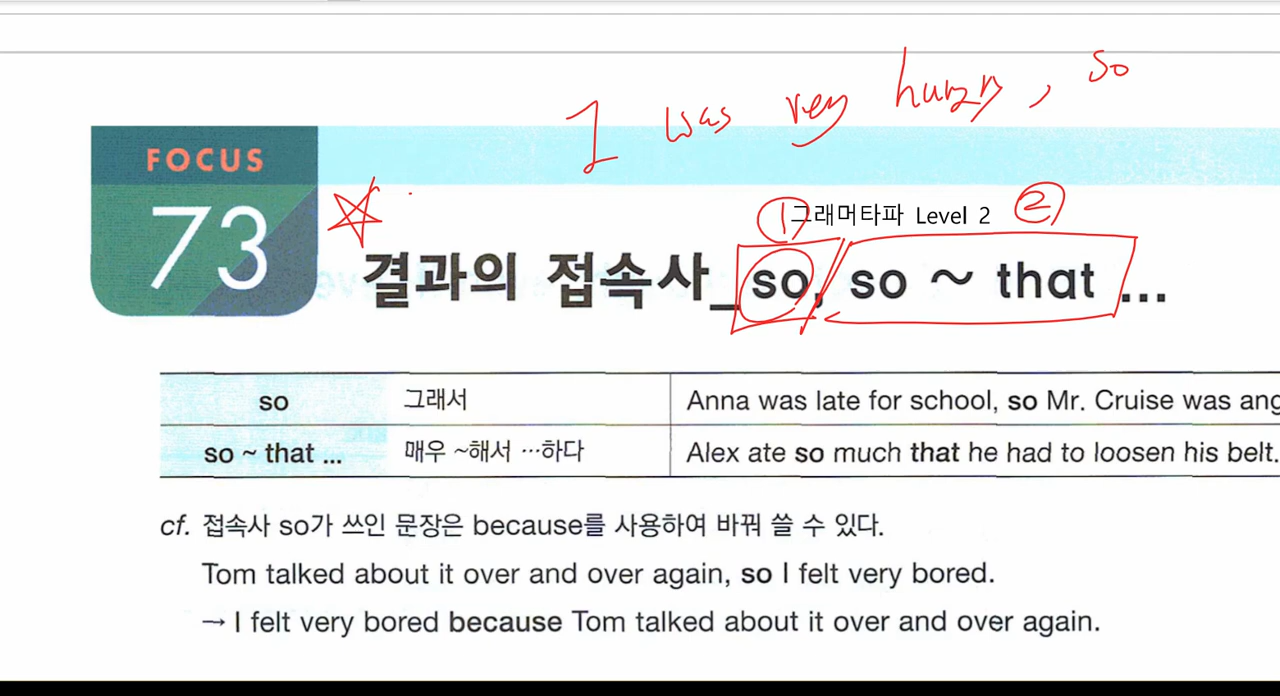 I was very hungry, so
FOCUS
73
그래머타파 Level 2
① ②
결과의 접속사_so, so ~ that ...
so 그래서 Anna was late for school, so Mr. Cruise was ang
so ~ that ... 매우 ~해서 …하다 Alex ate so much that he had to loosen his belt.
cf. 접속사 so가 쓰인 문장은 because를 사용하여 바꿔 쓸 수 있다.
Tom talked about it over and over again, so I felt very bored.
→ I felt very bored because Tom talked about it over and over again.